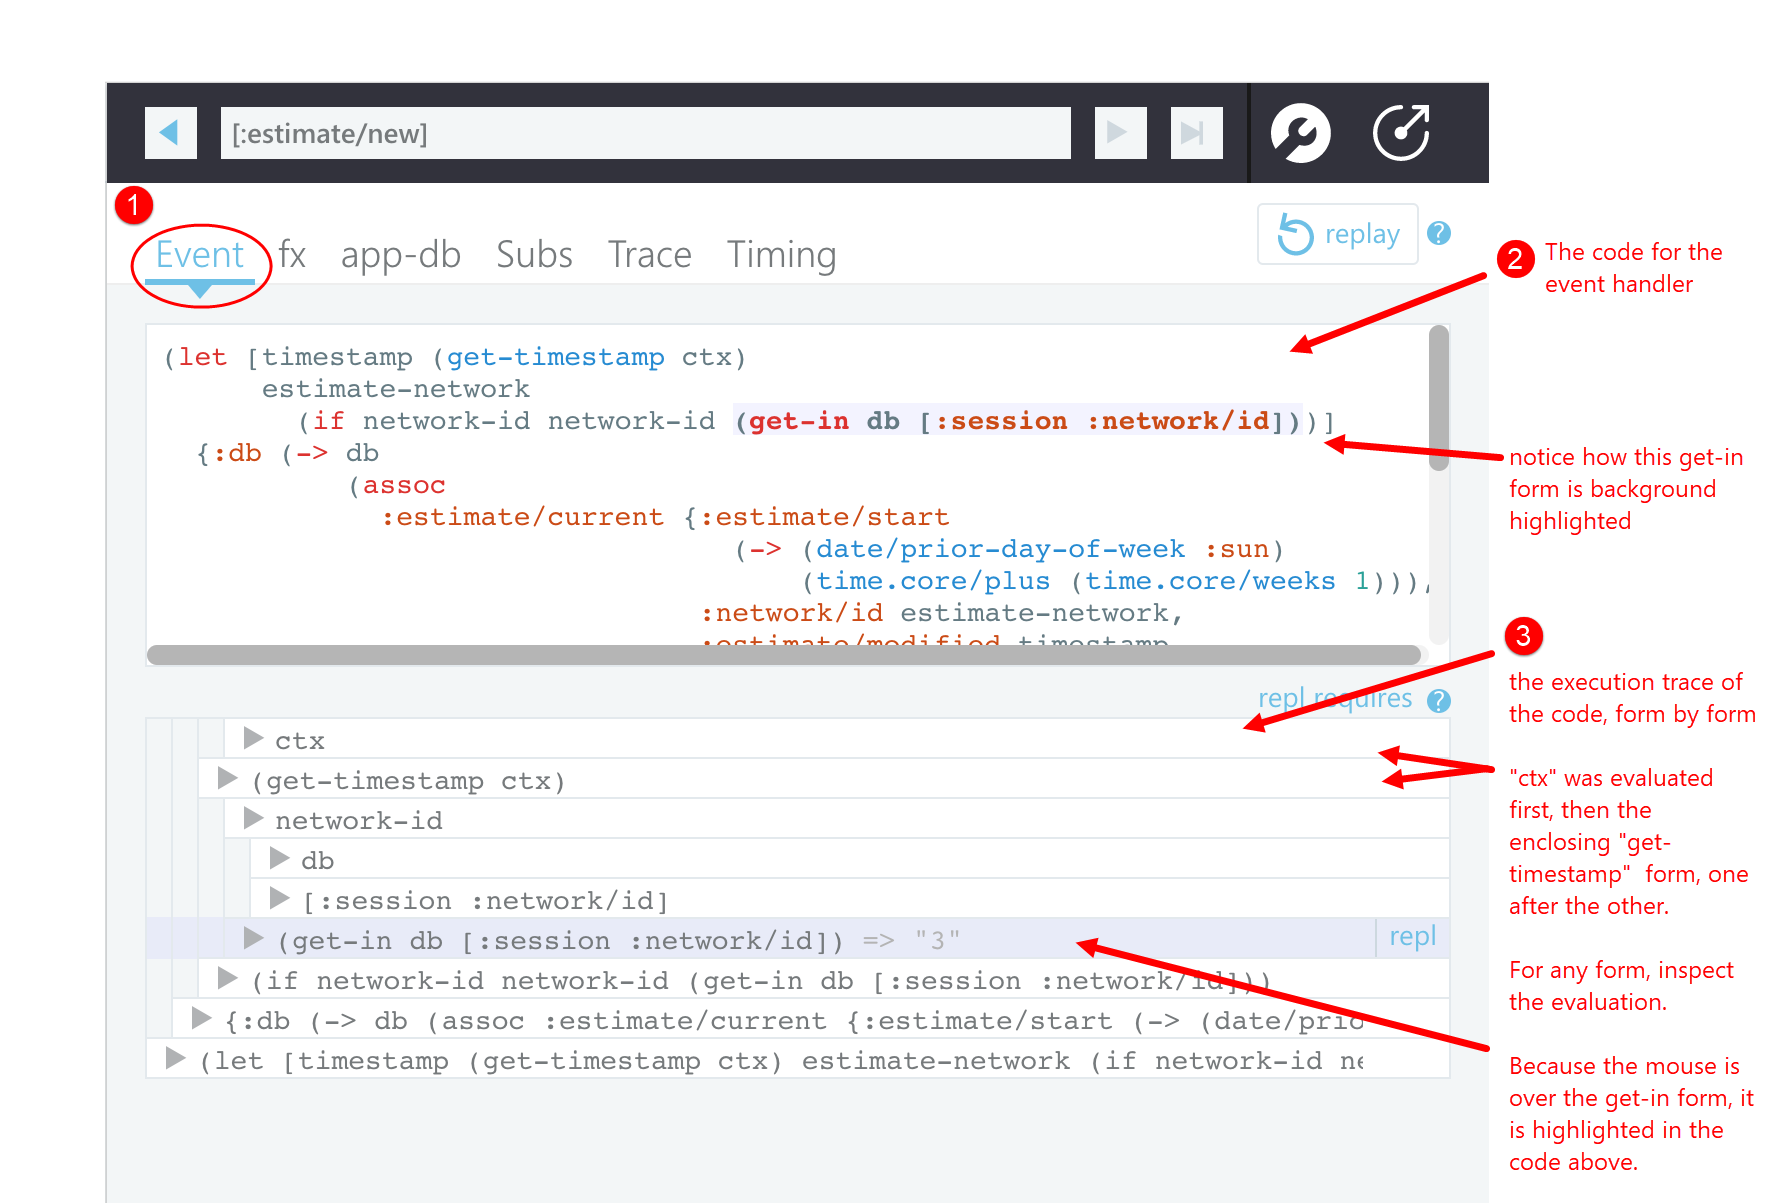 [:estimate/new]
1
Event fx app-db Subs Trace Timing
replay ?
2 The code for the
event handler
(let [timestamp (get-timestamp ctx)
estimate-network
(if network-id network-id (get-in db [:session :network/id]))]
{:db (-> db
(assoc
:estimate/current {:estimate/start
(-> (date/prior-day-of-week :sun)
(time.core/plus (time.core/weeks 1))),
:network/id estimate-network,
:estimate/modified timestamp
notice how this get-in
form is background
highlighted
3
repl requires ?
the execution trace of
the code, form by form
ctx
(get-timestamp ctx)
network-id
db
[:session :network/id]
(get-in db [:session :network/id]) => "3"
repl
(if network-id network-id (get-in db [:session :network/id]))
{:db (-> db (assoc :estimate/current {:estimate/start (-> (date/prio
(let [timestamp (get-timestamp ctx) estimate-network (if network-id ne
"ctx" was evaluated
first, then the
enclosing "get-
timestamp" form, one
after the other.
For any form, inspect
the evaluation.
Because the mouse is
over the get-in form, it
is highlighted in the
code above.